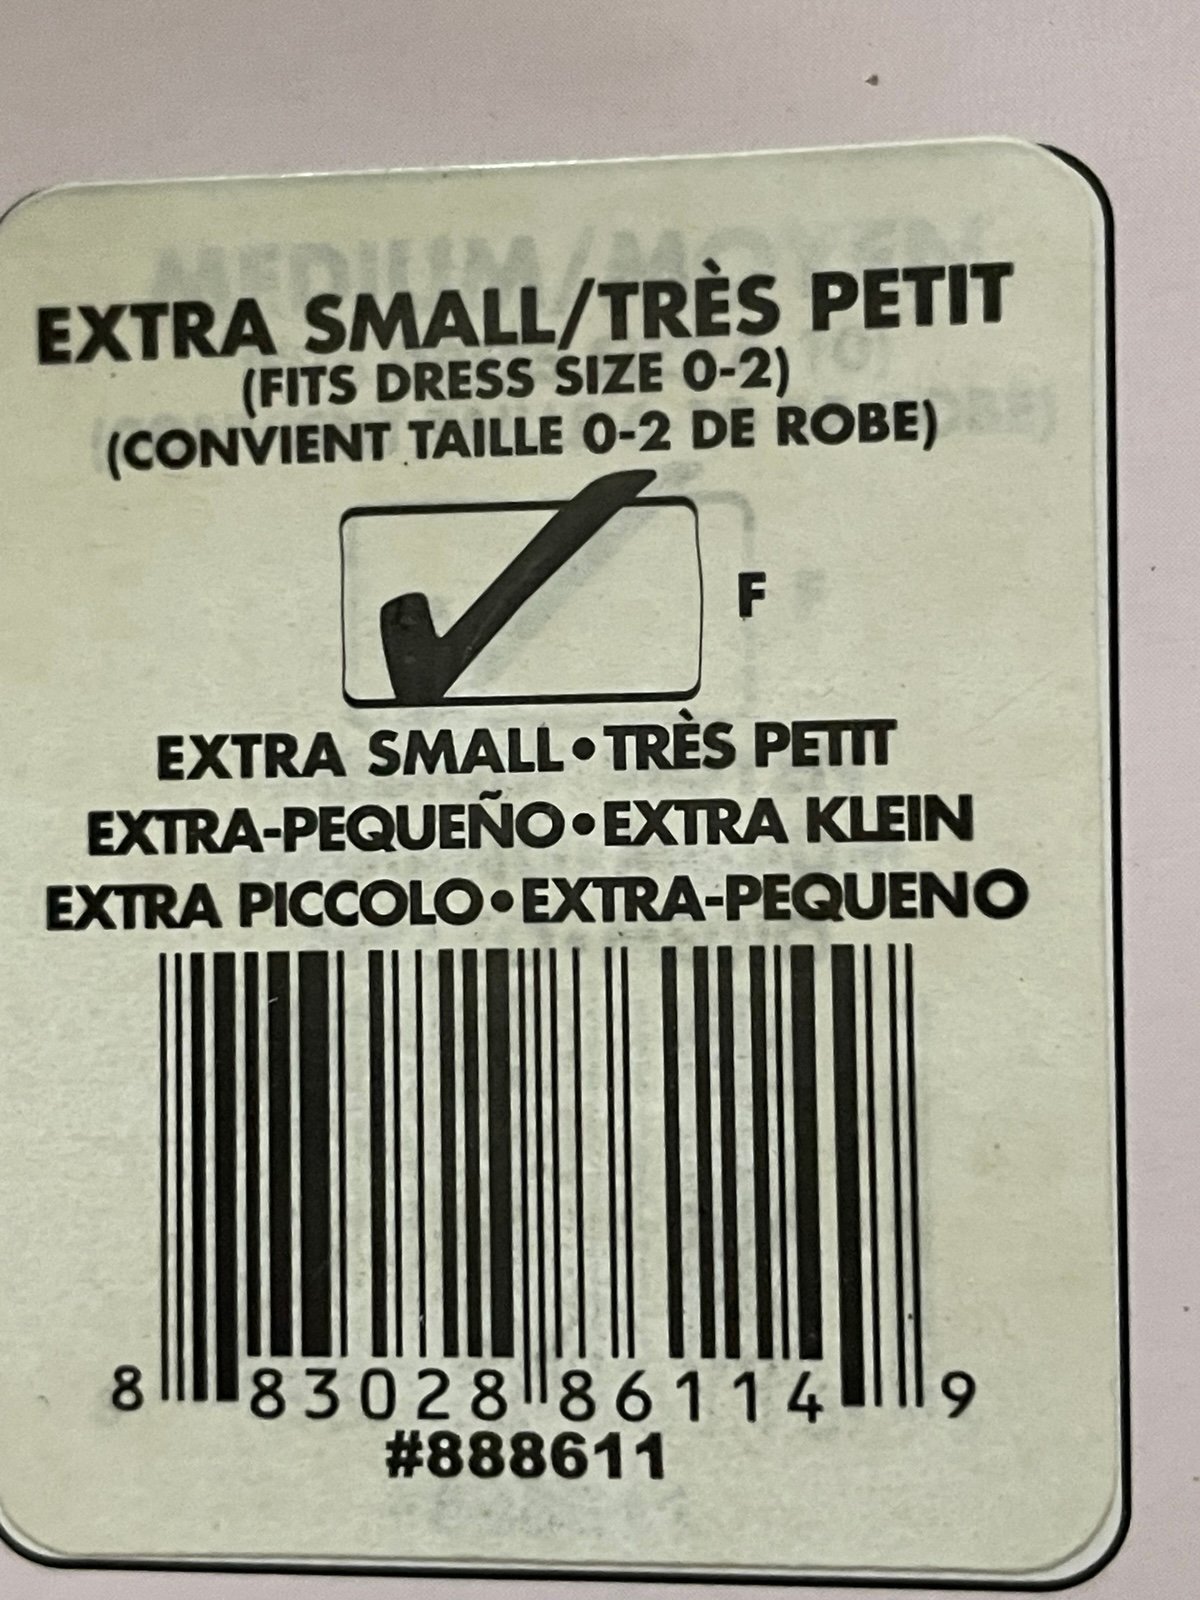 EXTRA SMALL/TRÈS PETIT
(FITS DRESS SIZE 0-2)
(CONVIENT TAILLE 0-2 DE ROBE)
F
EXTRA SMALL•TRÈS PETIT
EXTRA-PEQUEÑO•EXTRA KLEIN
EXTRA PICCOLO•EXTRA-PEQUENO
8 83028 86114 9
#888611